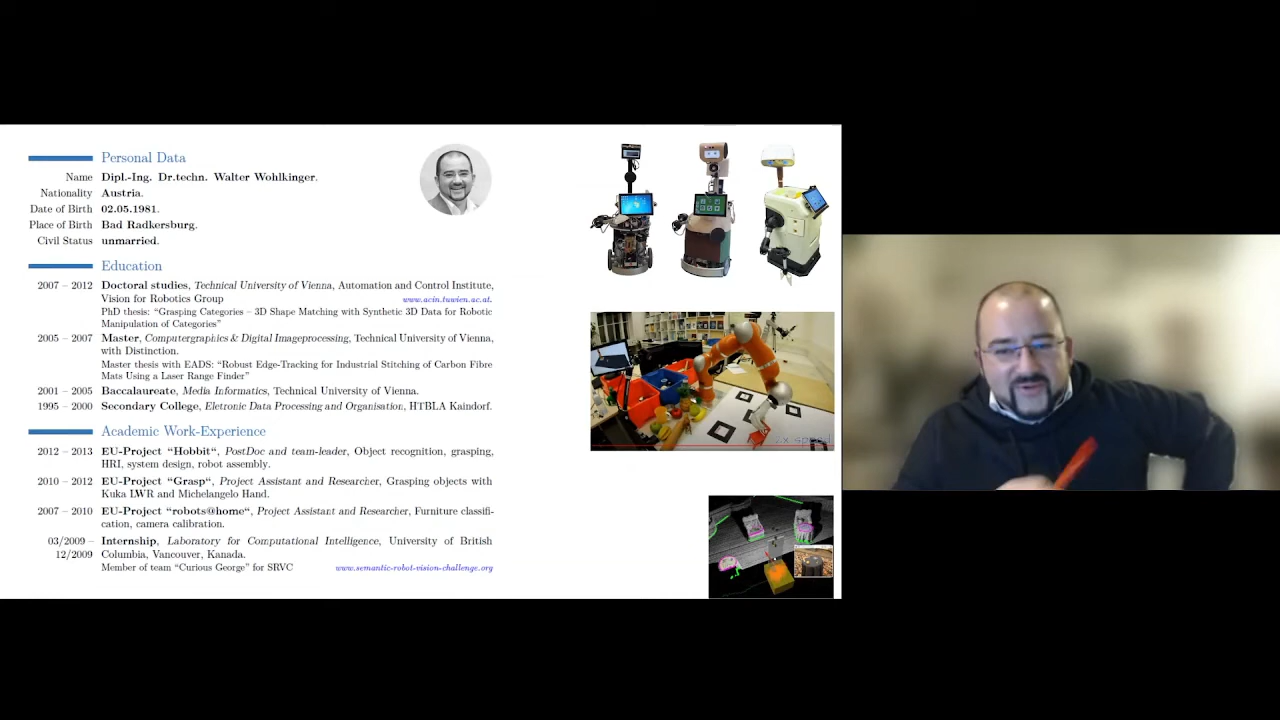 Personal Data
Name Dipl.-Ing. Dr.techn. Walter Wohlkinger.
Nationality Austria.
Date of Birth 02.05.1981.
Place of Birth Bad Radkersburg.
Civil Status unmarried.
Education
2007 – 2012 Doctoral studies, Technical University of Vienna, Automation and Control Institute,
Vision for Robotics Group www.acin.tuwien.ac.at.
PhD thesis: “Grasping Categories – 3D Shape Matching with Synthetic 3D Data for Robotic
Manipulation of Categories”
2005 – 2007 Master, Computergraphics & Digital Imageprocessing, Technical University of Vienna,
with Distinction.
Master thesis with EADS: “Robust Edge-Tracking for Industrial Stitching of Carbon Fibre
Mats Using a Laser Range Finder”
2001 – 2005 Baccalaureate, Media Informatics, Technical University of Vienna.
1995 – 2000 Secondary College, Eletronic Data Processing and Organisation, HTBLA Kaindorf.
Academic Work-Experience
2012 – 2013 EU-Project “Hobbit“, PostDoc and team-leader, Object recognition, grasping,
HRI, system design, robot assembly.
2010 – 2012 EU-Project “Grasp“, Project Assistant and Researcher, Grasping objects with
Kuka LWR and Michelangelo Hand.
2007 – 2010 EU-Project “robots@home“, Project Assistant and Researcher, Furniture classifi-
cation, camera calibration.
03/2009 – Internship, Laboratory for Computational Intelligence, University of British
12/2009 Columbia, Vancouver, Kanada.
Member of team “Curious George” for SRVC www.semantic-robot-vision-challenge.org
x speed